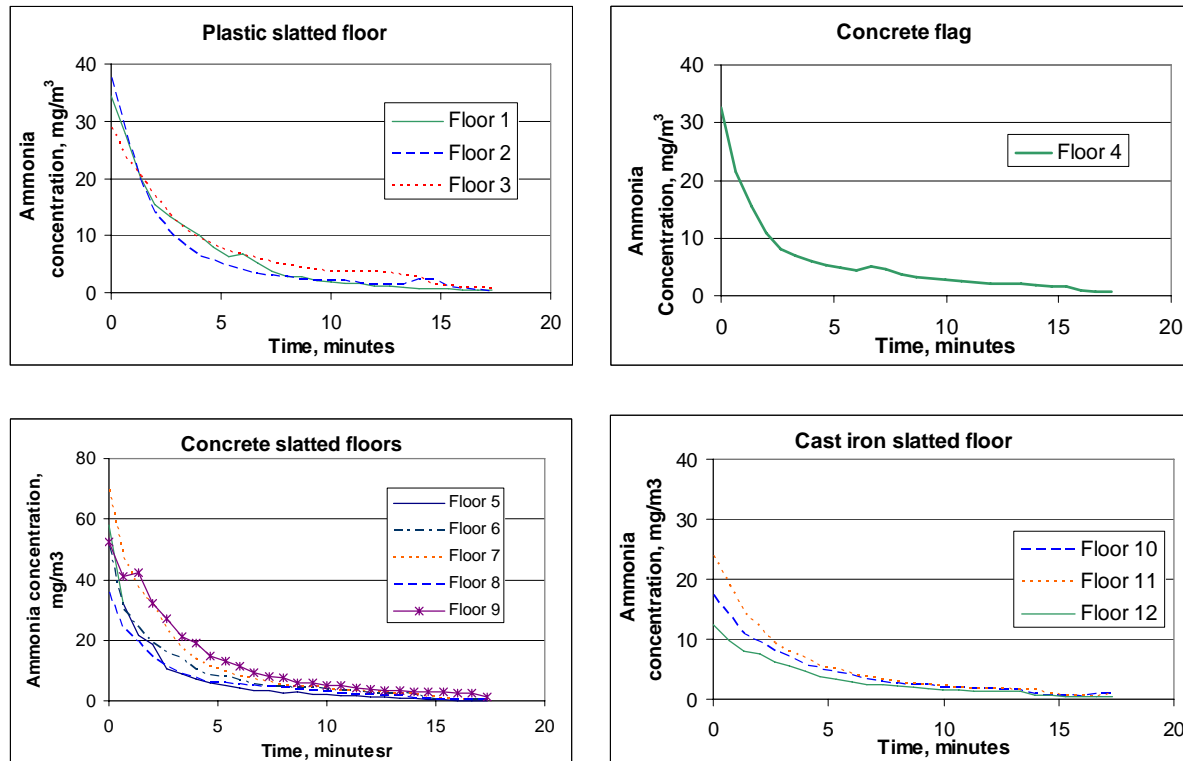 Plastic slatted floor
Ammonia
concentration, mg/m³
40
30
20
10
0
Floor 1
Floor 2
Floor 3
0 5 10 15 20
Time, minutes
Concrete flag
Ammonia
Concentration, mg/m³
40
30
20
10
0
Floor 4
0 5 10 15 20
Time, minutes
Concrete slatted floors
Ammonia concentration,
mg/m3
80
60
40
20
0
Floor 5
Floor 6
Floor 7
Floor 8
Floor 9
0 5 10 15 20
Time, minutesr
Cast iron slatted floor
Ammonia
concentration, mg/m3
40
30
20
10
0
Floor 10
Floor 11
Floor 12
0 5 10 15 20
Time, minutes